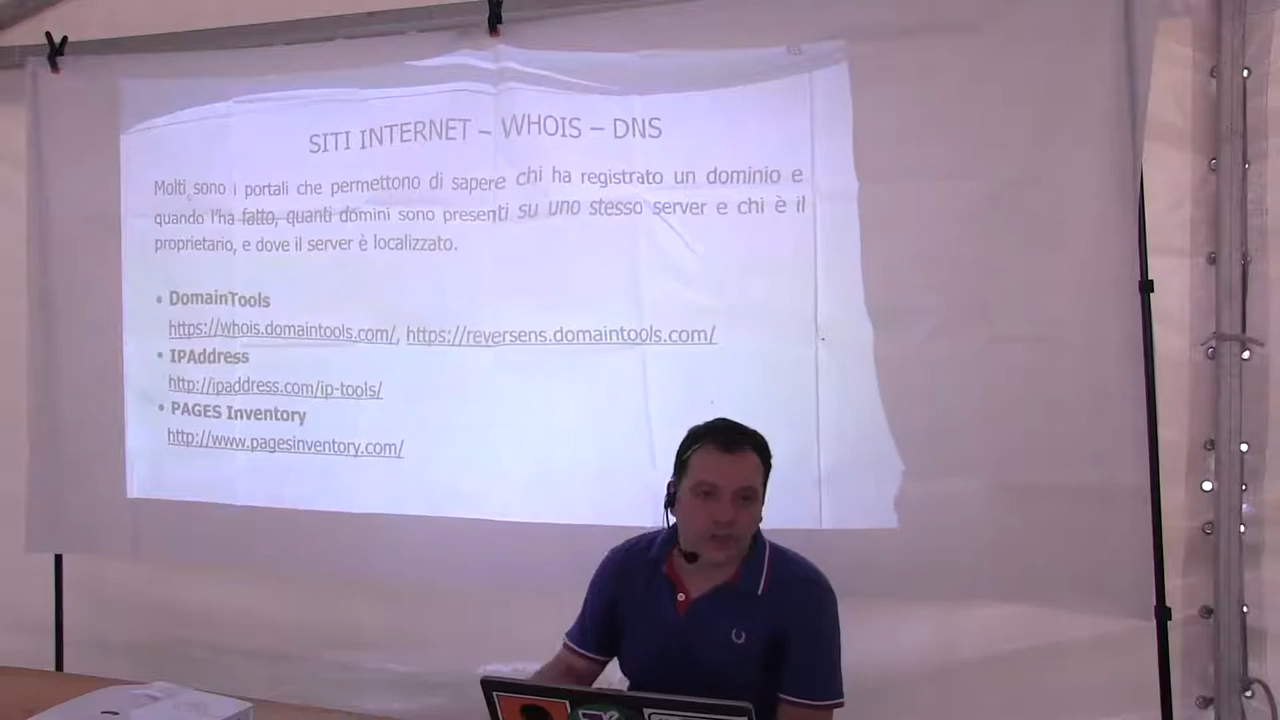 SITI INTERNET – WHOIS – DNS
Molti sono i portali che permettono di sapere chi ha registrato un dominio e
quando l'ha fatto, quanti domini sono presenti su uno stesso server e chi è il
proprietario, e dove il server è localizzato.
• DomainTools
https://whois.domaintools.com/, https://reversens.domaintools.com/
• IPAddress
http://ipaddress.com/ip-tools/
• PAGES Inventory
http://www.pagesinventory.com/